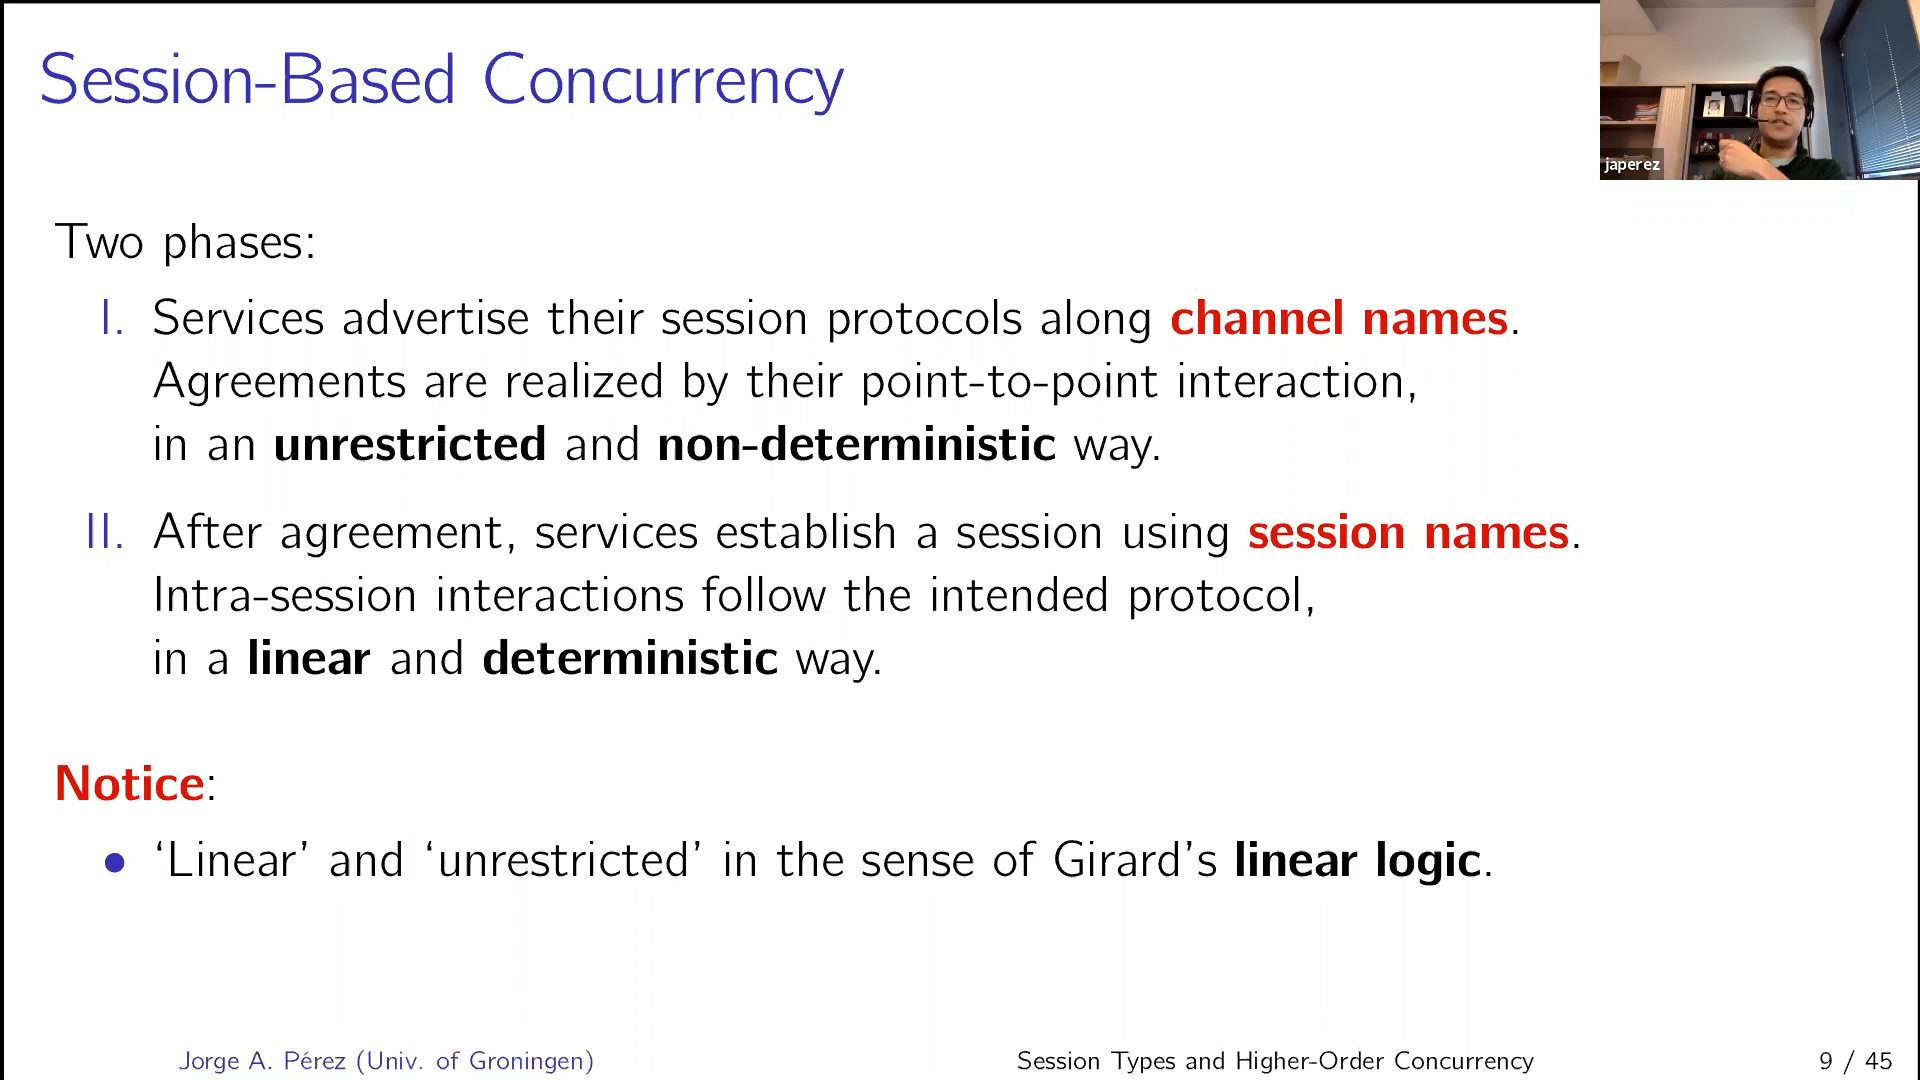 Session-Based Concurrency
japerez
Two phases:
I. Services advertise their session protocols along channel names.
Agreements are realized by their point-to-point interaction,
in an unrestricted and non-deterministic way.
II. After agreement, services establish a session using session names.
Intra-session interactions follow the intended protocol,
in a linear and deterministic way.
Notice:
• ‘Linear’ and ‘unrestricted’ in the sense of Girard’s linear logic.
Jorge A. Pérez (Univ. of Groningen)
Session Types and Higher-Order Concurrency
9 / 45